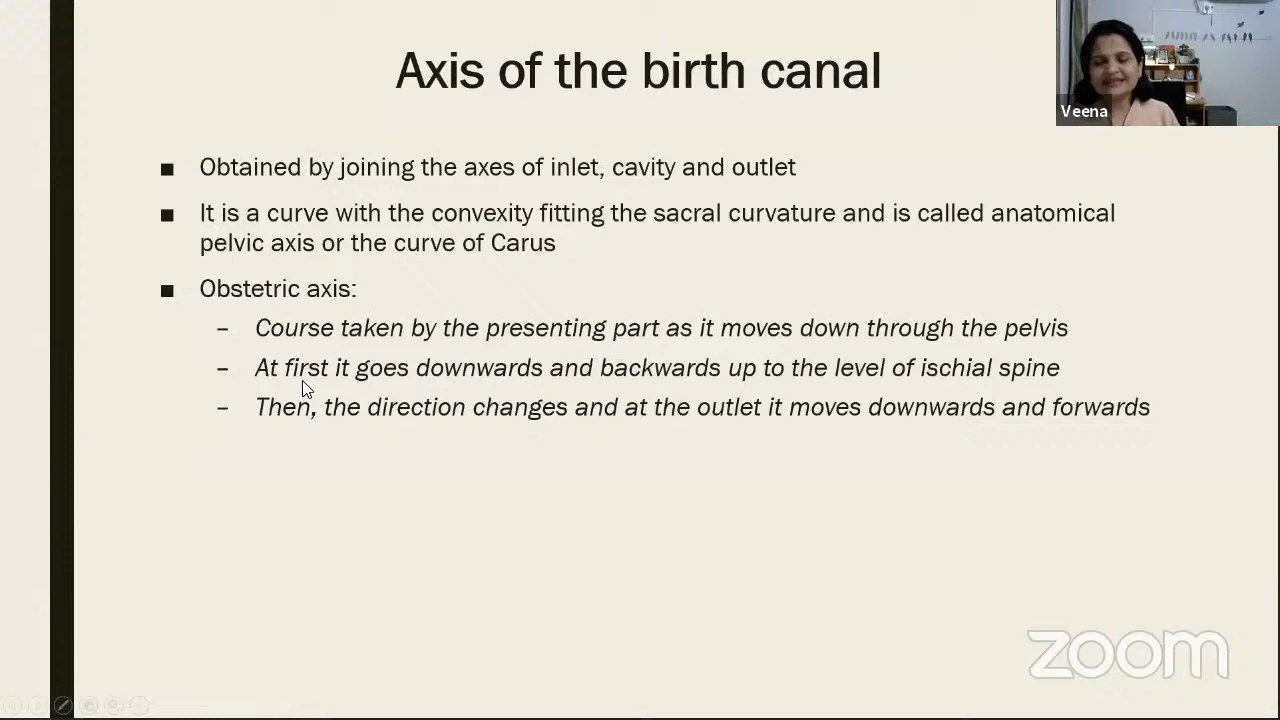 Axis of the birth canal
Veena
■ Obtained by joining the axes of inlet, cavity and outlet
■ It is a curve with the convexity fitting the sacral curvature and is called anatomical
pelvic axis or the curve of Carus
■ Obstetric axis:
– Course taken by the presenting part as it moves down through the pelvis
– At first it goes downwards and backwards up to the level of ischial spine
– Then, the direction changes and at the outlet it moves downwards and forwards
zoom